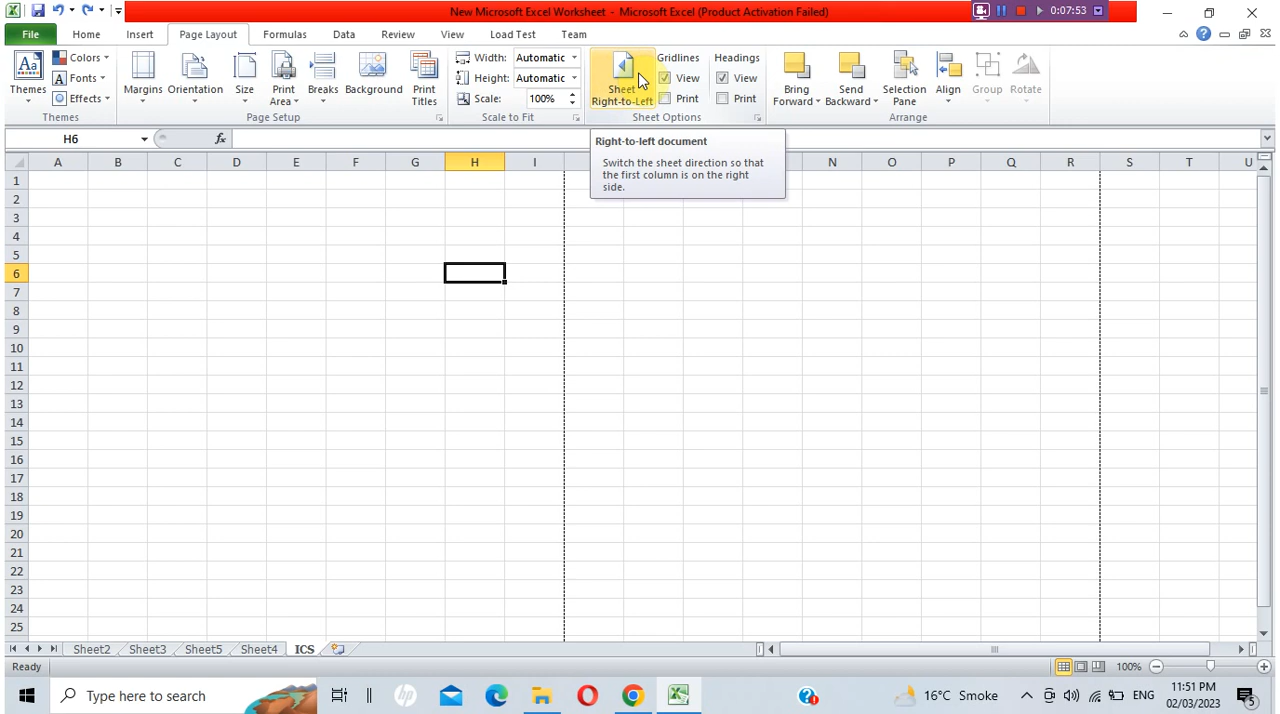 New Microsoft Excel Worksheet - Microsoft Excel (Product Activation Failed)
0:07:53
File Home Insert Page Layout Formulas Data Review View Load Test Team
Themes
Colors
Fonts
Effects
Themes
Margins Orientation Size Print Area Breaks Background Print Titles
Page Setup
Width: Automatic
Height: Automatic
Scale: 100%
Scale to Fit
Sheet Right-to-Left
Gridlines Headings
View View
Print Print
Sheet Options
Bring Forward Send Backward Selection Pane Align Group Rotate
Arrange
H6 fx
Right-to-left document
Switch the sheet direction so that
the first column is on the right
side.
A B C D E F G H I N O P Q R S T U
1
2
3
4
5
6
7
8
9
10
11
12
13
14
15
16
17
18
19
20
21
22
23
24
25
Sheet2 Sheet3 Sheet5 Sheet4 ICS
Ready 100%
Type here to search
hp
16°C Smoke
ENG
11:51 PM
02/03/2023
5